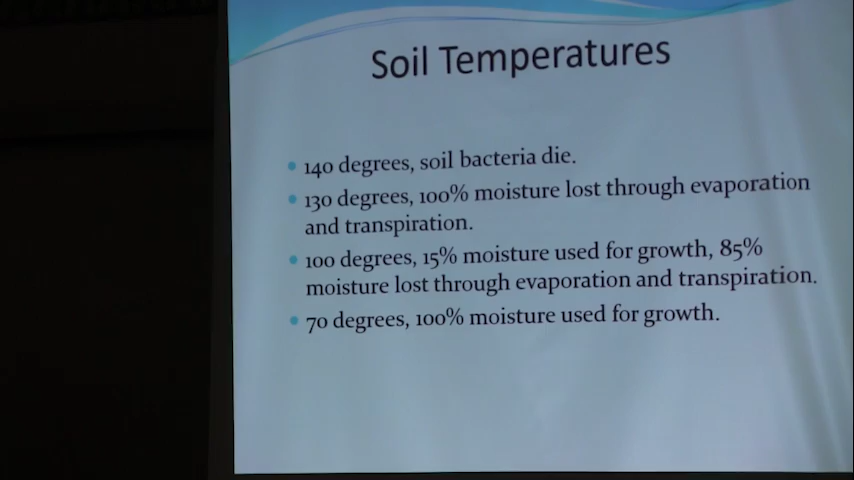 Soil Temperatures
• 140 degrees, soil bacteria die.
• 130 degrees, 100% moisture lost through evaporation
and transpiration.
• 100 degrees, 15% moisture used for growth, 85%
moisture lost through evaporation and transpiration.
• 70 degrees, 100% moisture used for growth.